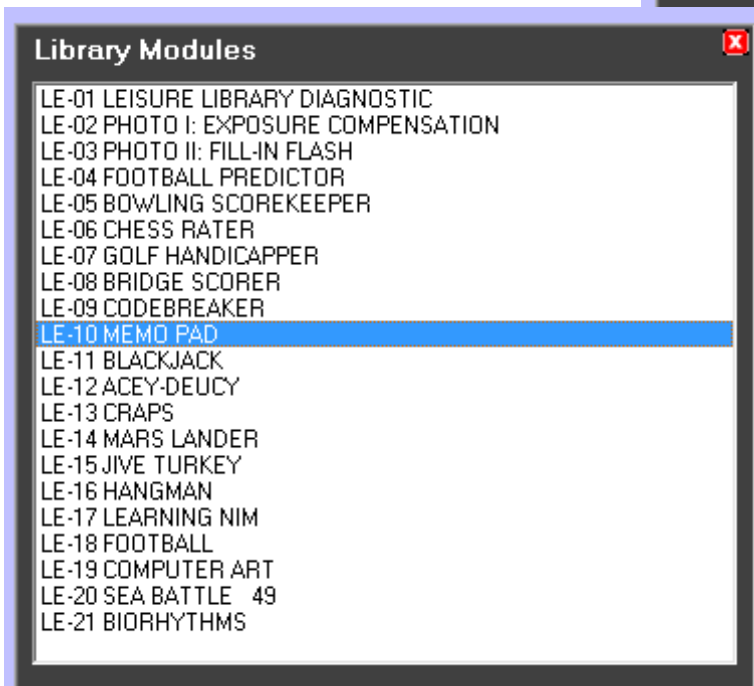 Library Modules
LE-01 LEISURE LIBRARY DIAGNOSTIC
LE-02 PHOTO I: EXPOSURE COMPENSATION
LE-03 PHOTO II: FILL-IN FLASH
LE-04 FOOTBALL PREDICTOR
LE-05 BOWLING SCOREKEEPER
LE-06 CHESS RATER
LE-07 GOLF HANDICAPPER
LE-08 BRIDGE SCORER
LE-09 CODEBREAKER
LE-10 MEMO PAD
LE-11 BLACKJACK
LE-12 ACEY-DEUCY
LE-13 CRAPS
LE-14 MARS LANDER
LE-15 JIVE TURKEY
LE-16 HANGMAN
LE-17 LEARNING NIM
LE-18 FOOTBALL
LE-19 COMPUTER ART
LE-20 SEA BATTLE   49
LE-21 BIORHYTHMS